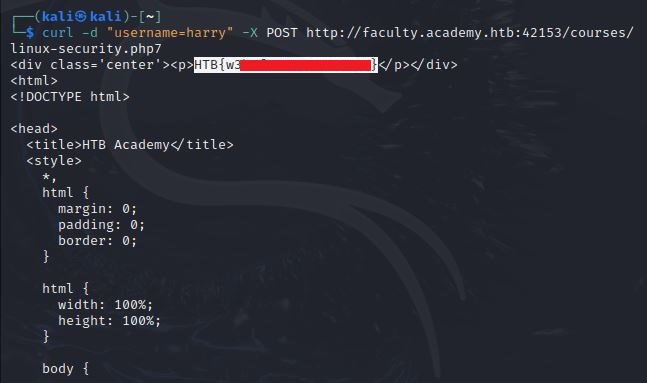 ┌──(kali㉿kali)-[~]
└─$ curl -d "username=harry" -X POST http://faculty.academy.htb:42153/courses/
linux-security.php7
<div class='center'><p>HTB{w3 }</p></div>
<html>
<!DOCTYPE html>
<head>
<title>HTB Academy</title>
<style>
*,
html {
margin: 0;
padding: 0;
border: 0;
}
html {
width: 100%;
height: 100%;
}
body {